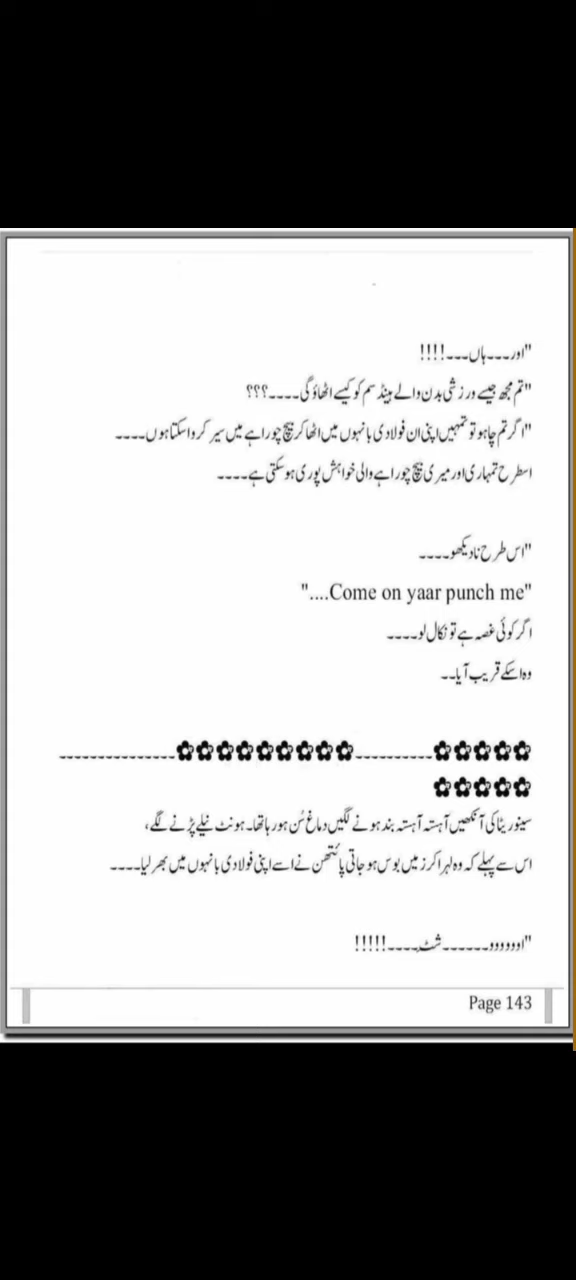 "اور۔۔۔ہاں۔۔۔!!!!
"تم مجھ جیسے ورزشی بدن والے ہینڈسم کو کیسے اٹھاؤ گی۔۔۔۔؟؟؟
"اگر تم چاہو تو تمہیں اپنی ان فولادی بانہوں میں اٹھا کر بیچ چوراہے میں سیر کروا سکتا ہوں۔۔۔۔
اسطرح تمہاری اور میری بیچ چوراہے والی خواہش پوری ہو سکتی ہے۔۔۔۔
"اس طرح نا دیکھو۔۔۔۔
"....Come on yaar punch me"
اگر کوئی غصہ ہے تو نکال لو۔۔۔۔
وہ اسکے قریب آیا۔۔
✿✿✿✿✿----------✿✿✿✿✿✿✿✿✿---------------
✿✿✿✿✿
سینوریٹا کی آنکھیں آہستہ آہستہ بند ہونے لگیں دماغ سُن ہو رہا تھا۔ ہونٹ نیلے پڑنے لگے،
اس سے پہلے کہ وہ لہرا کر زمیں بوس ہو جاتی پائتھن نے اسے اپنی فولادی بانہوں میں بھر لیا۔۔۔۔
"اوووووو۔۔۔۔۔۔شٹ۔۔۔۔!!!!!
Page 143